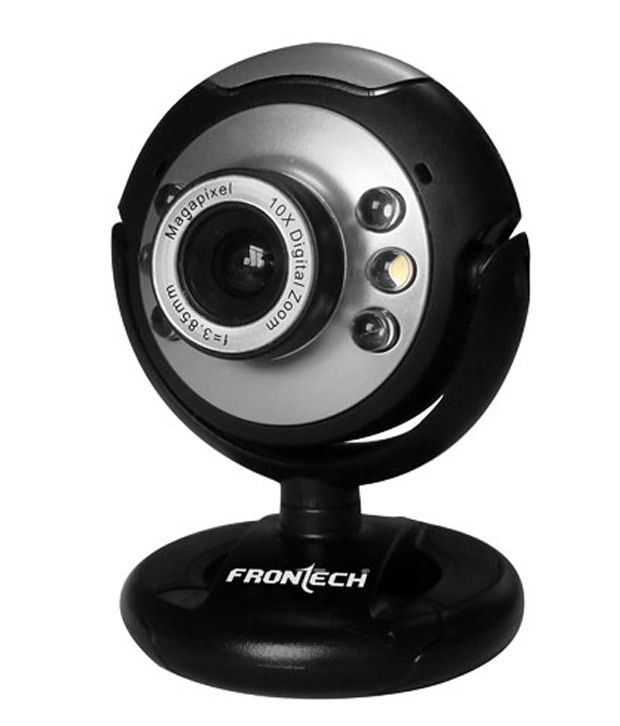 Magapixel
10X Digital Zoom
f=3.85mm
FRONTECH®